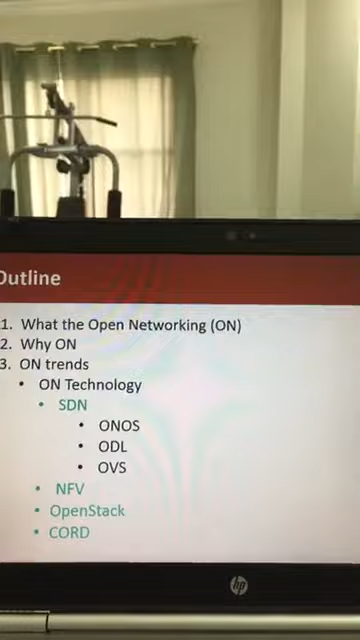 Outline
1. What the Open Networking (ON)
2. Why ON
3. ON trends
• ON Technology
• SDN
• ONOS
• ODL
• OVS
• NFV
• OpenStack
• CORD
hp